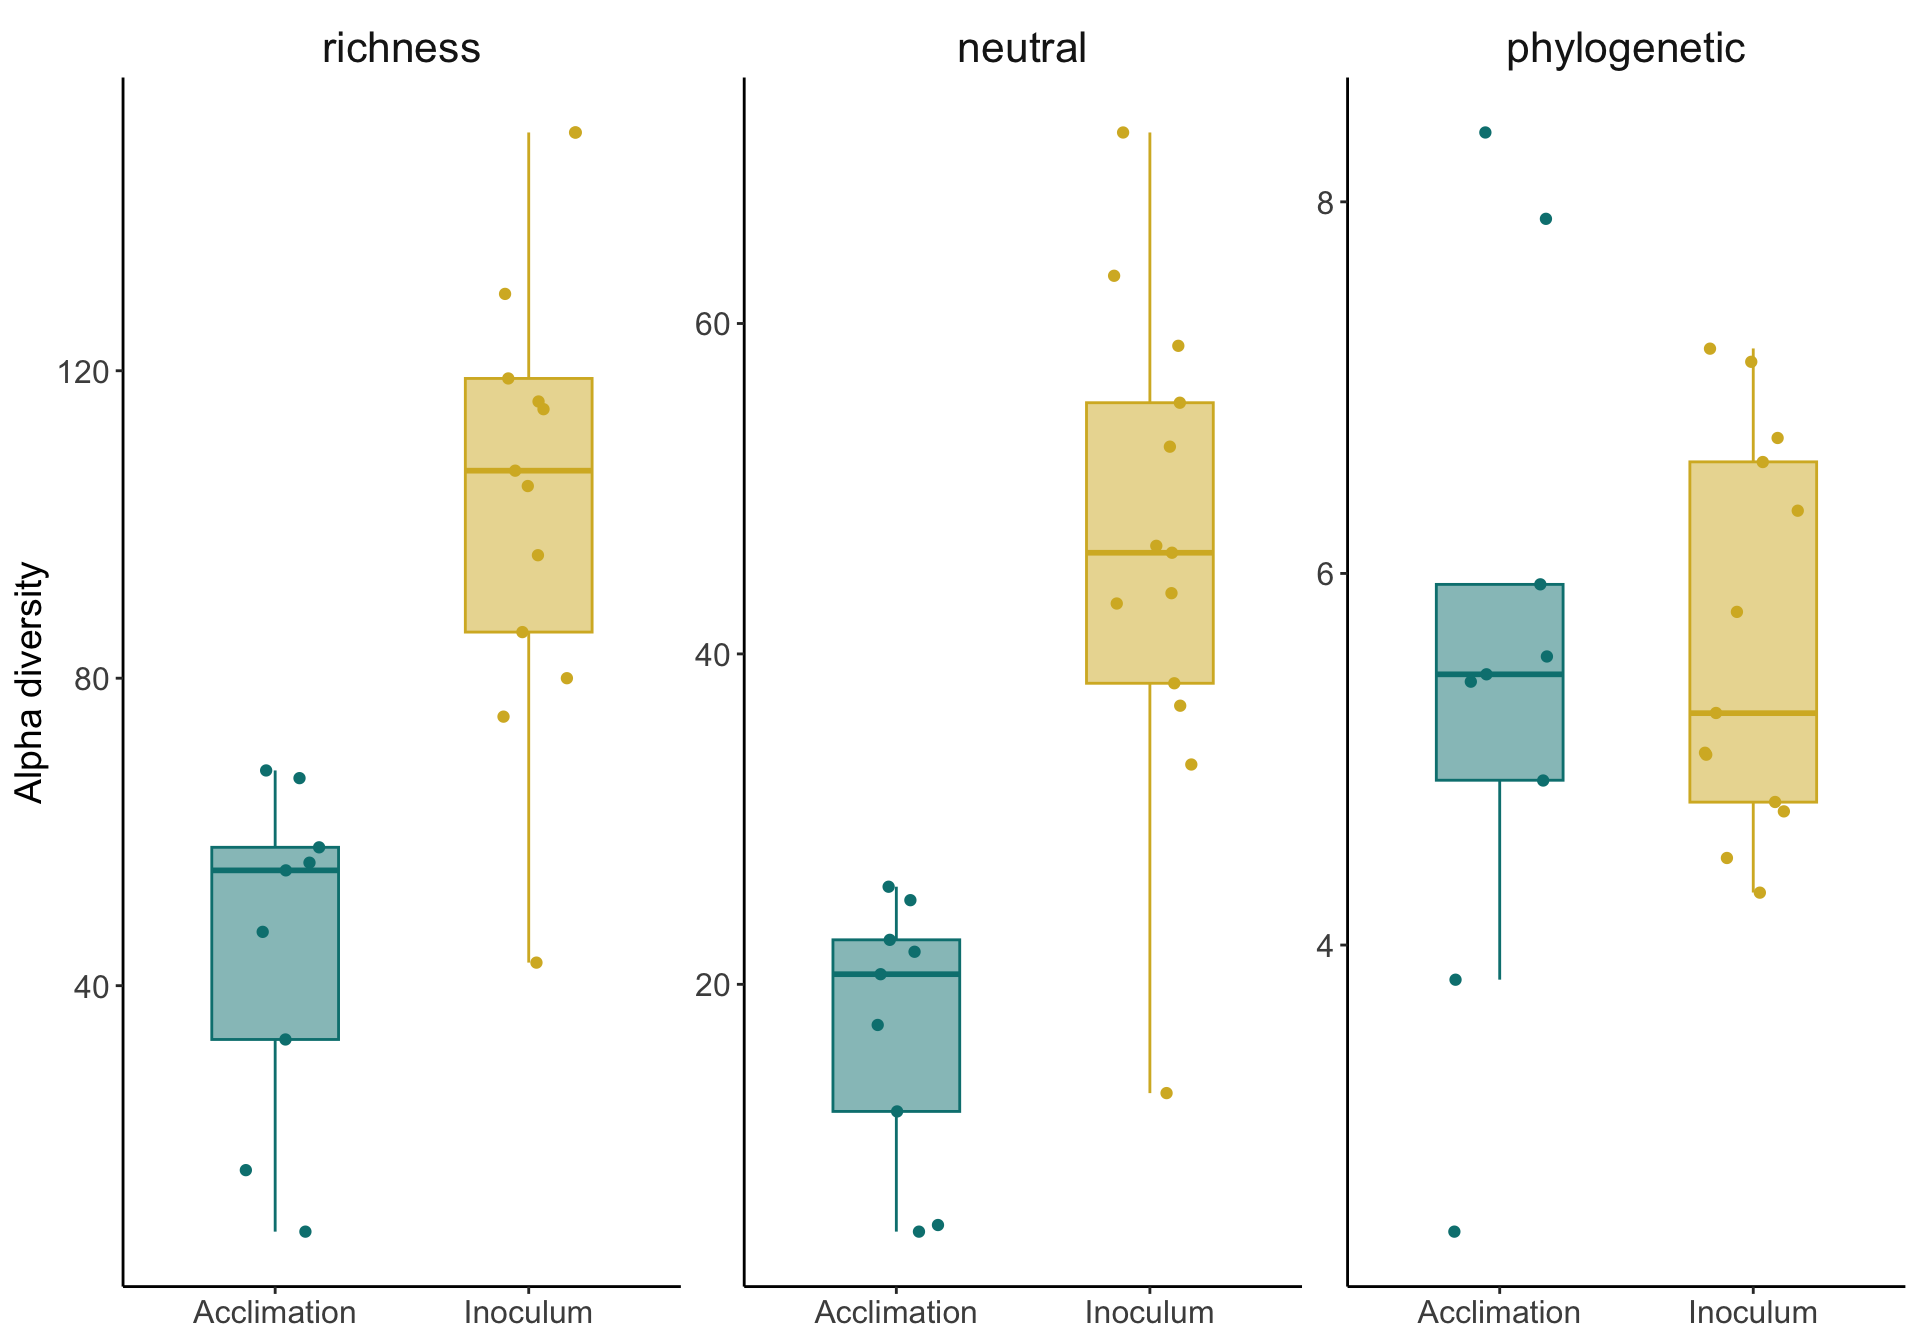 richness
neutral
phylogenetic
Alpha diversity
120
80
40
60
40
20
8
6
4
Acclimation
Inoculum
Acclimation
Inoculum
Acclimation
Inoculum